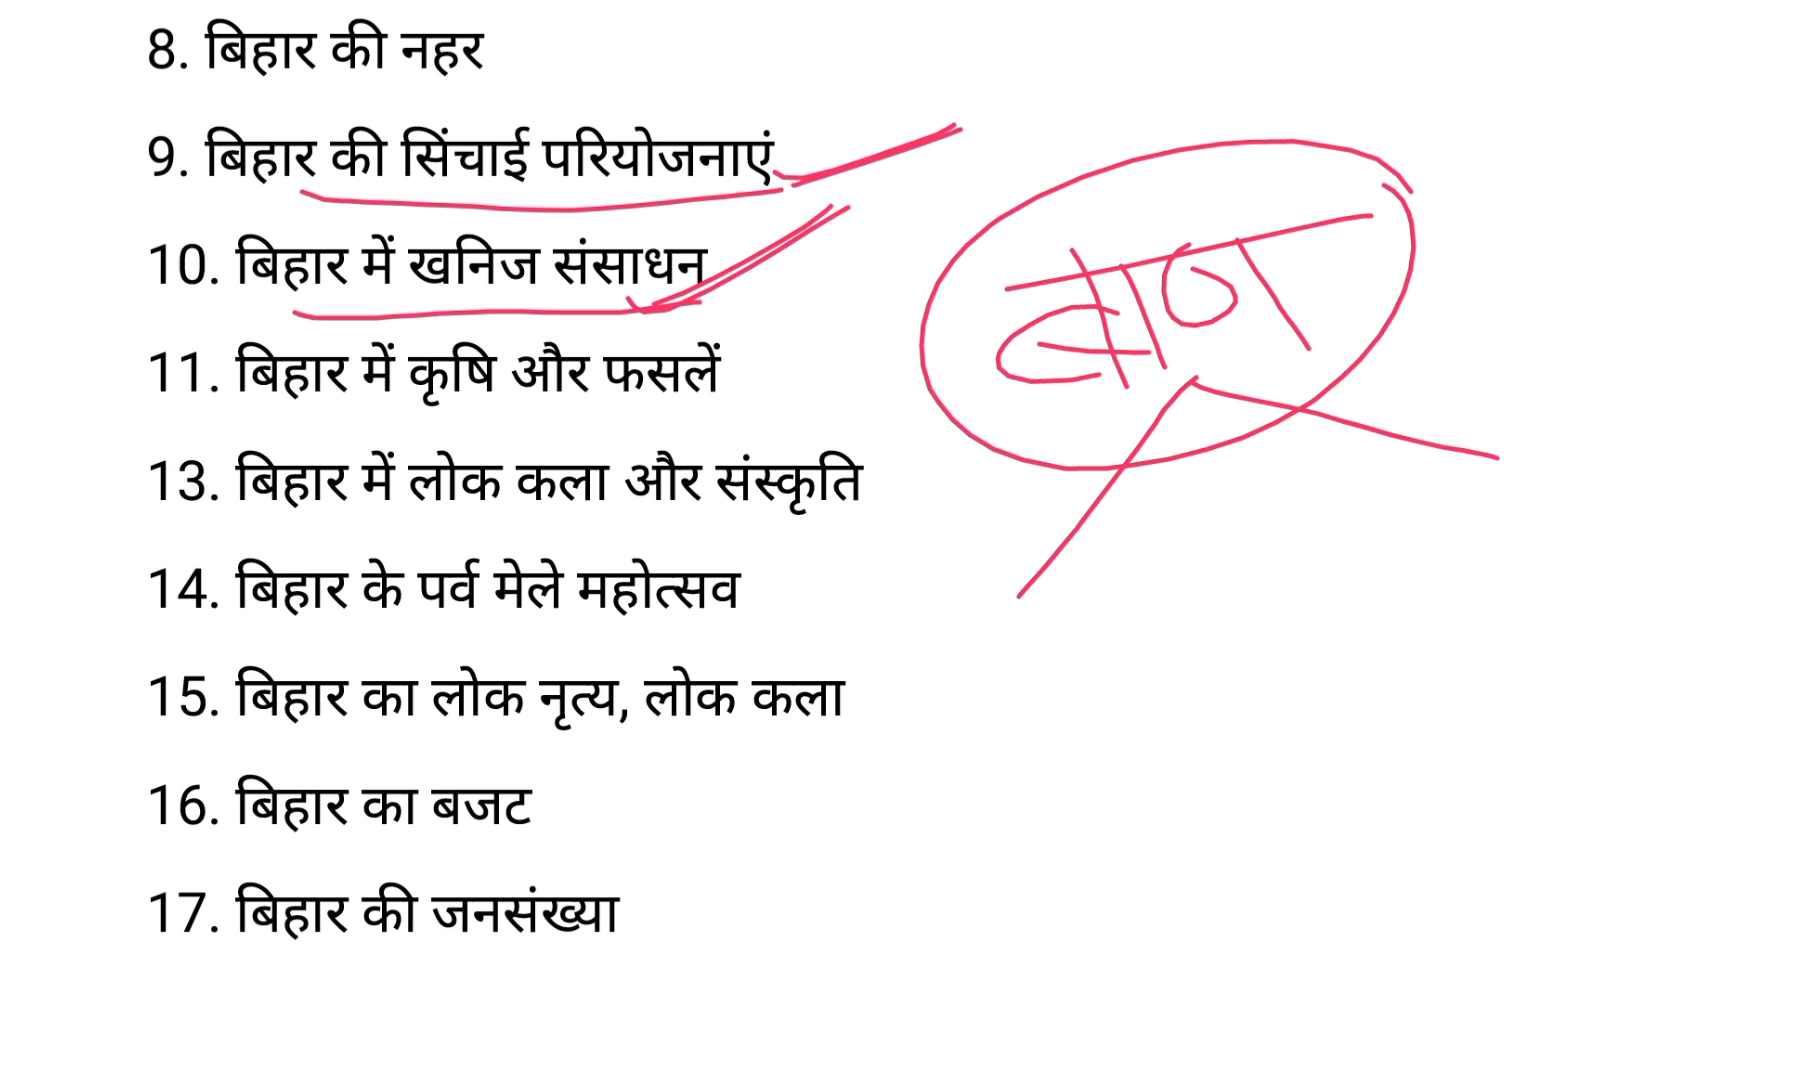 8. बिहार की नहर
9. बिहार की सिंचाई परियोजनाएं
10. बिहार में खनिज संसाधन
11. बिहार में कृषि और फसलें
13. बिहार में लोक कला और संस्कृति
14. बिहार के पर्व मेले महोत्सव
15. बिहार का लोक नृत्य, लोक कला
16. बिहार का बजट
17. बिहार की जनसंख्या